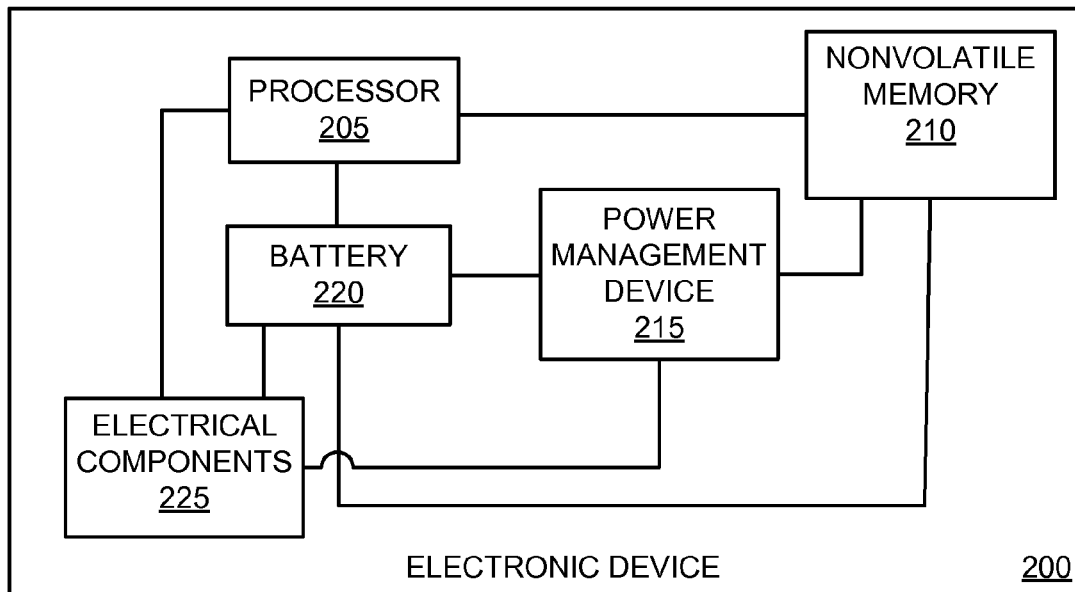 PROCESSOR
205
NONVOLATILE
MEMORY
210
BATTERY
220
POWER
MANAGEMENT
DEVICE
215
ELECTRICAL
COMPONENTS
225
ELECTRONIC DEVICE
200